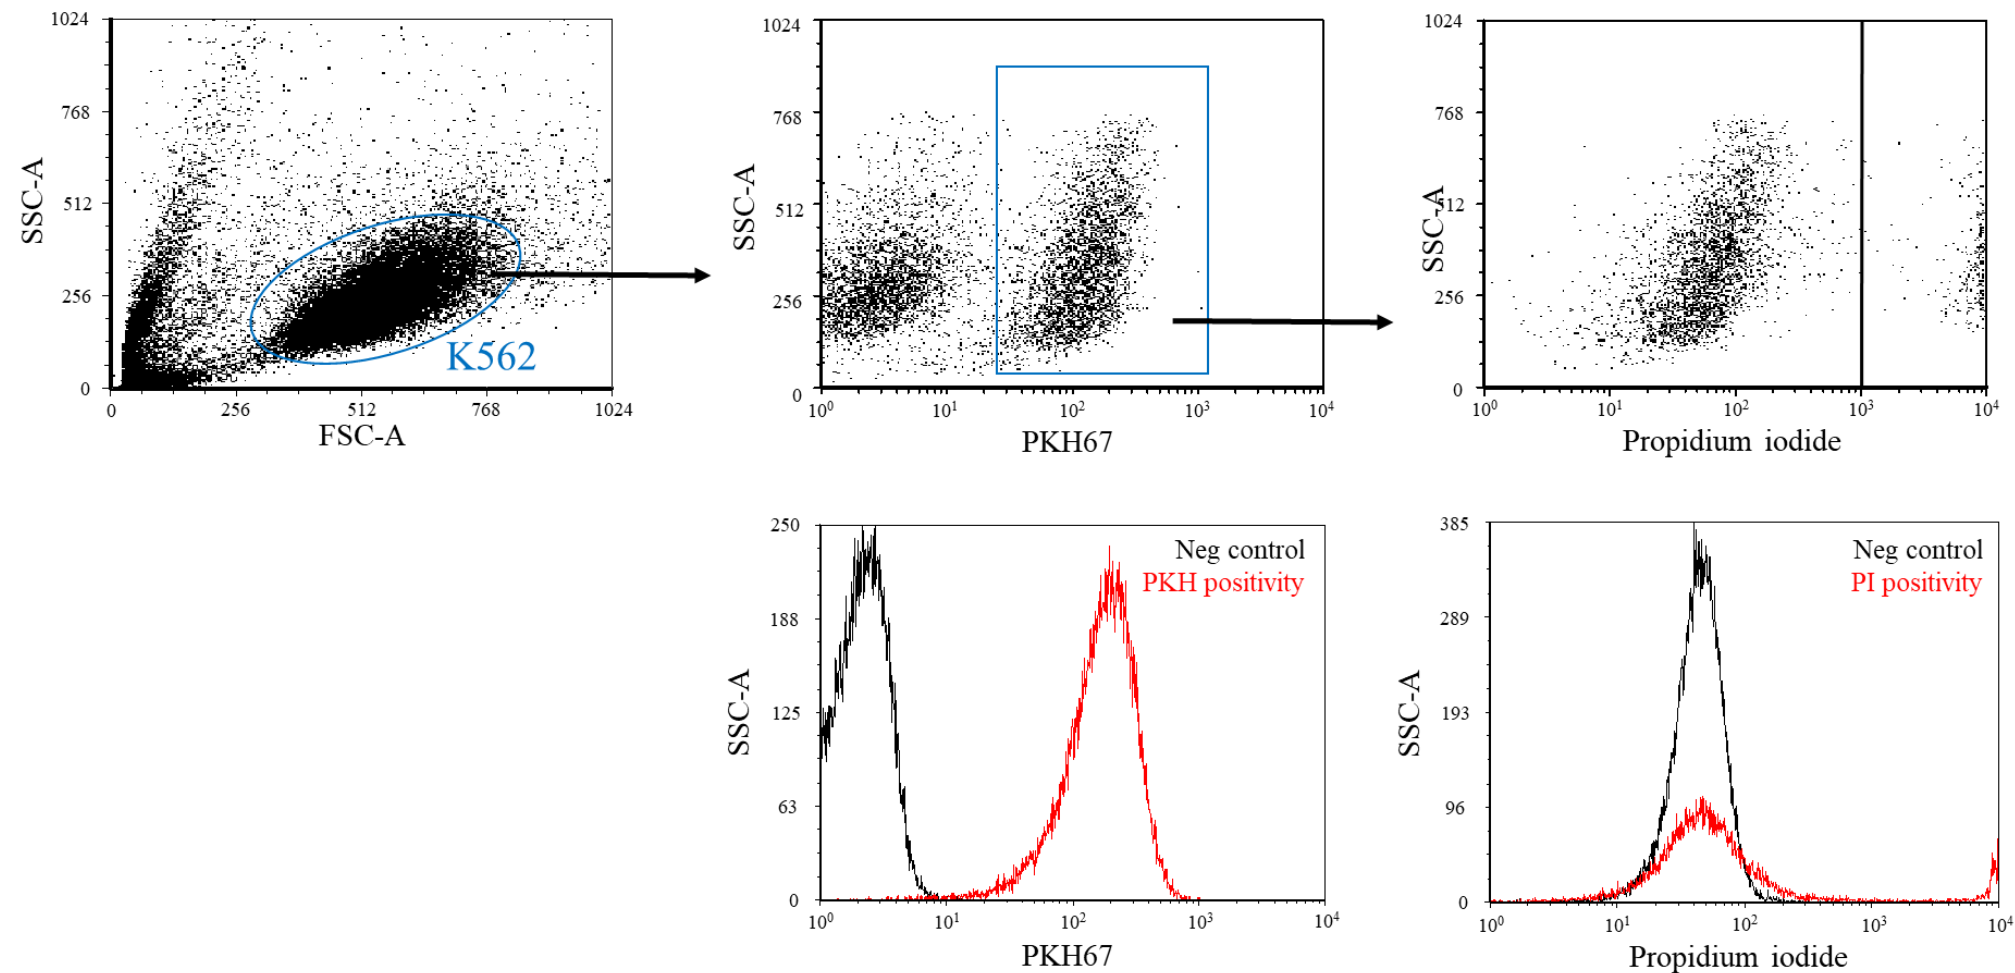 1024
768
512
256
0
SSC-A
K562
0 256 512 768 1024
FSC-A
1024
768
512
256
0
SSC-A
10⁰ 10¹ 10² 10³ 10⁴
PKH67
1024
768
512
256
0
SSC-A
10⁰ 10¹ 10² 10³ 10⁴
Propidium iodide
250
188
125
63
0
SSC-A
Neg control
PKH positivity
10⁰ 10¹ 10² 10³ 10⁴
PKH67
385
289
193
96
0
SSC-A
Neg control
PI positivity
10⁰ 10¹ 10² 10³ 10⁴
Propidium iodide